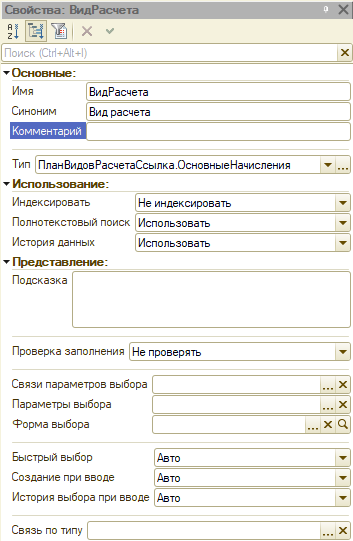 Свойства: ВидРасчета
Поиск (Ctrl+Alt+I)
Основные:
Имя ВидРасчета
Синоним Вид расчета
Комментарий
Тип ПланВидовРасчетаСсылка.ОсновныеНачисления
Использование:
Индексировать Не индексировать
Полнотекстовый поиск Использовать
История данных Использовать
Представление:
Подсказка
Проверка заполнения Не проверять
Связи параметров выбора
Параметры выбора
Форма выбора
Быстрый выбор Авто
Создание при вводе Авто
История выбора при вводе Авто
Связь по типу